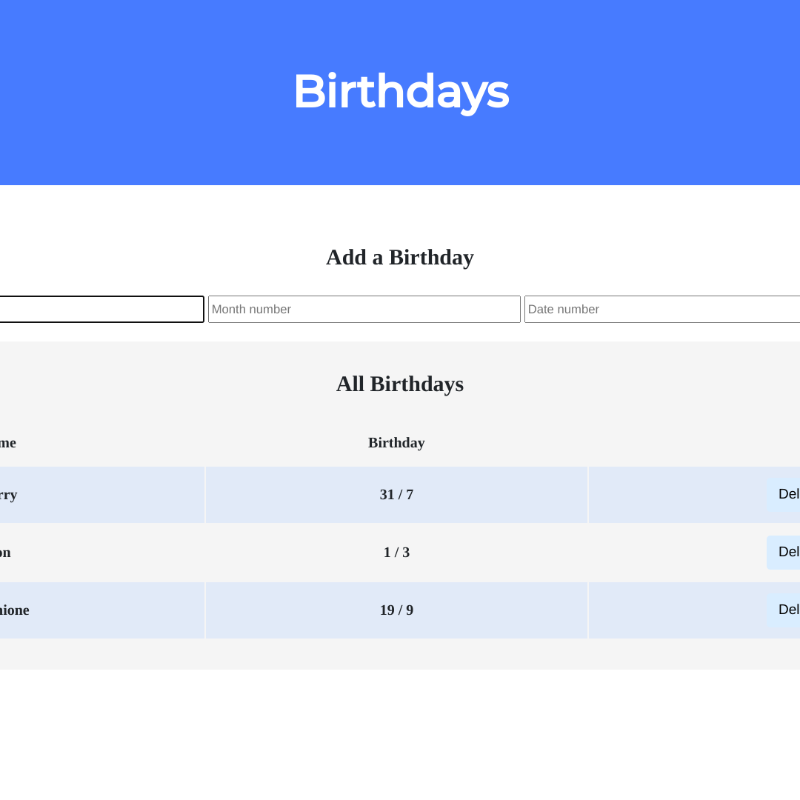 Birthdays
Add a Birthday
Month number Date number
All Birthdays
me Birthday
rry 31 / 7 Del
on 1 / 3 Del
nione 19 / 9 Del